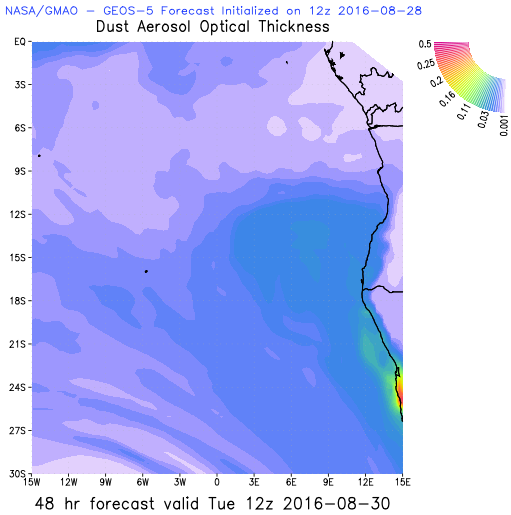 NASA/GMAO - GEOS-5 Forecast Initialized on 12z 2016-08-28
Dust Aerosol Optical Thickness
EQ
3S
6S
9S
12S
15S
18S
21S
24S
27S
30S
15W 12W 9W 6W 3W 0 3E 6E 9E 12E 15E
0.5
0.25
0.2
0.16
0.11
0.03
0.001
48 hr forecast valid Tue 12z 2016-08-30